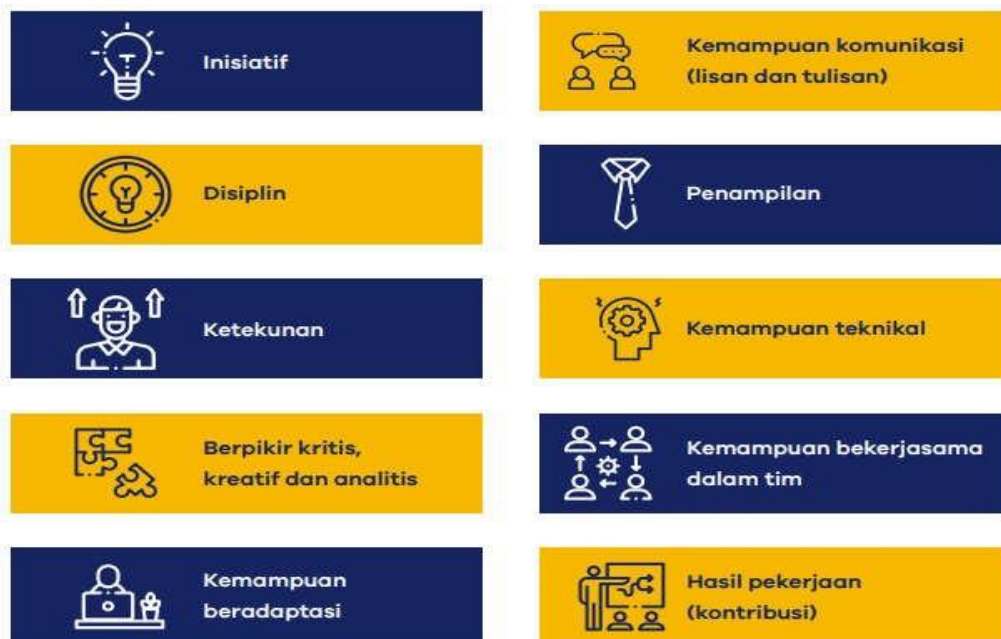 Inisiatif
Disiplin
Ketekunan
Berpikir kritis,
kreatif dan analitis
Kemampuan
beradaptasi
Kemampuan komunikasi
(lisan dan tulisan)
Penampilan
Kemampuan teknikal
Kemampuan bekerjasama
dalam tim
Hasil pekerjaan
(kontribusi)